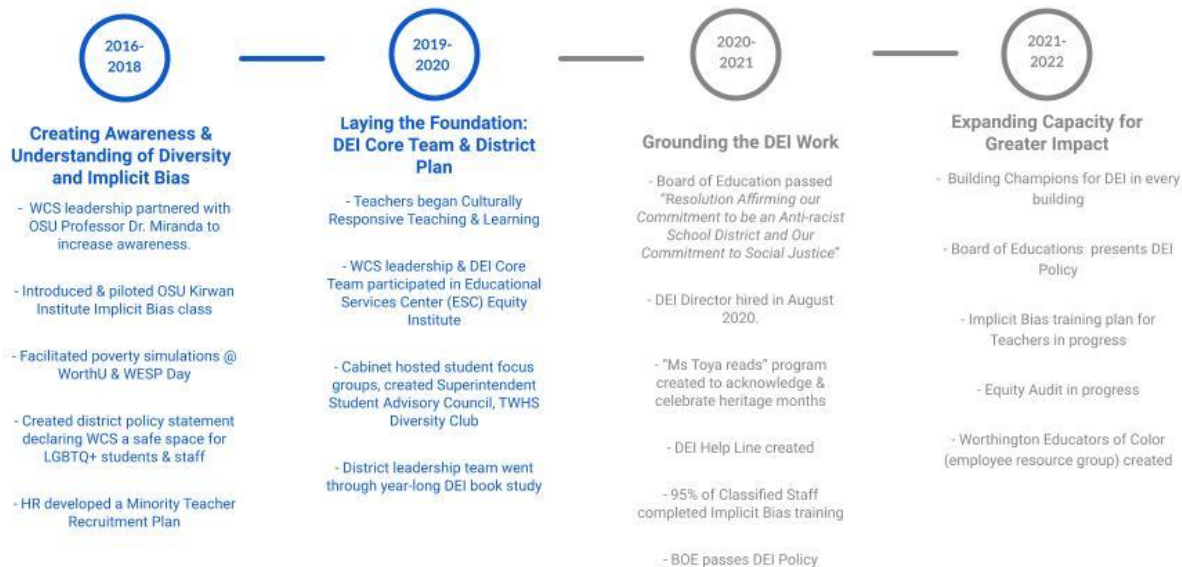 2016-
2018
Creating Awareness &
Understanding of Diversity
and Implicit Bias
- WCS leadership partnered with
OSU Professor Dr. Miranda to
increase awareness.
- Introduced & piloted OSU Kirwan
Institute Implicit Bias class
- Facilitated poverty simulations @
WorthU & WESP Day
- Created district policy statement
declaring WCS a safe space for
LGBTQ+ students & staff
- HR developed a Minority Teacher
Recruitment Plan
2019-
2020
Laying the Foundation:
DEI Core Team & District
Plan
- Teachers began Culturally
Responsive Teaching & Learning
- WCS leadership & DEI Core
Team participated in Educational
Services Center (ESC) Equity
Institute
- Cabinet hosted student focus
groups, created Superintendent
Student Advisory Council, TWHS
Diversity Club
- District leadership team went
through year-long DEI book study
2020-
2021
Grounding the DEI Work
- Board of Education passed
"Resolution Affirming our
Commitment to be an Anti-racist
School District and Our
Commitment to Social Justice"
- DEI Director hired in August
2020.
- "Ms Toya reads" program
created to acknowledge &
celebrate heritage months
- DEI Help Line created
- 95% of Classified Staff
completed Implicit Bias training
- BOE passes DEI Policy
2021-
2022
Expanding Capacity for
Greater Impact
- Building Champions for DEI in every
building
- Board of Educations presents DEI
Policy
- Implicit Bias training plan for
Teachers in progress
- Equity Audit in progress
- Worthington Educators of Color
(employee resource group) created